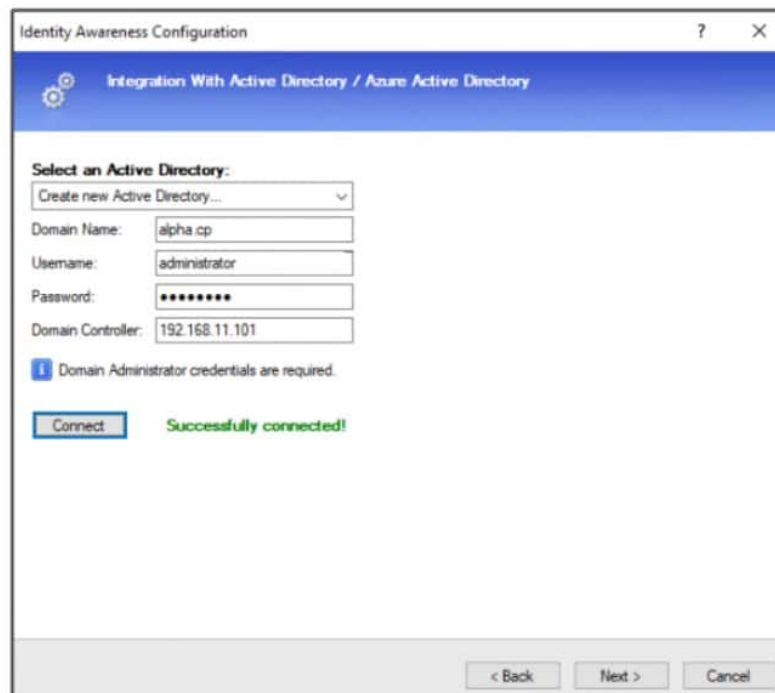 Identity Awareness Configuration ?
Integration With Active Directory / Azure Active Directory
Select an Active Directory:
Create new Active Directory...
Domain Name: alpha.cp
Username: administrator
Password: ••••••••
Domain Controller: 192.168.11.101
Domain Administrator credentials are required.
Connect Successfully connected!
< Back Next > Cancel